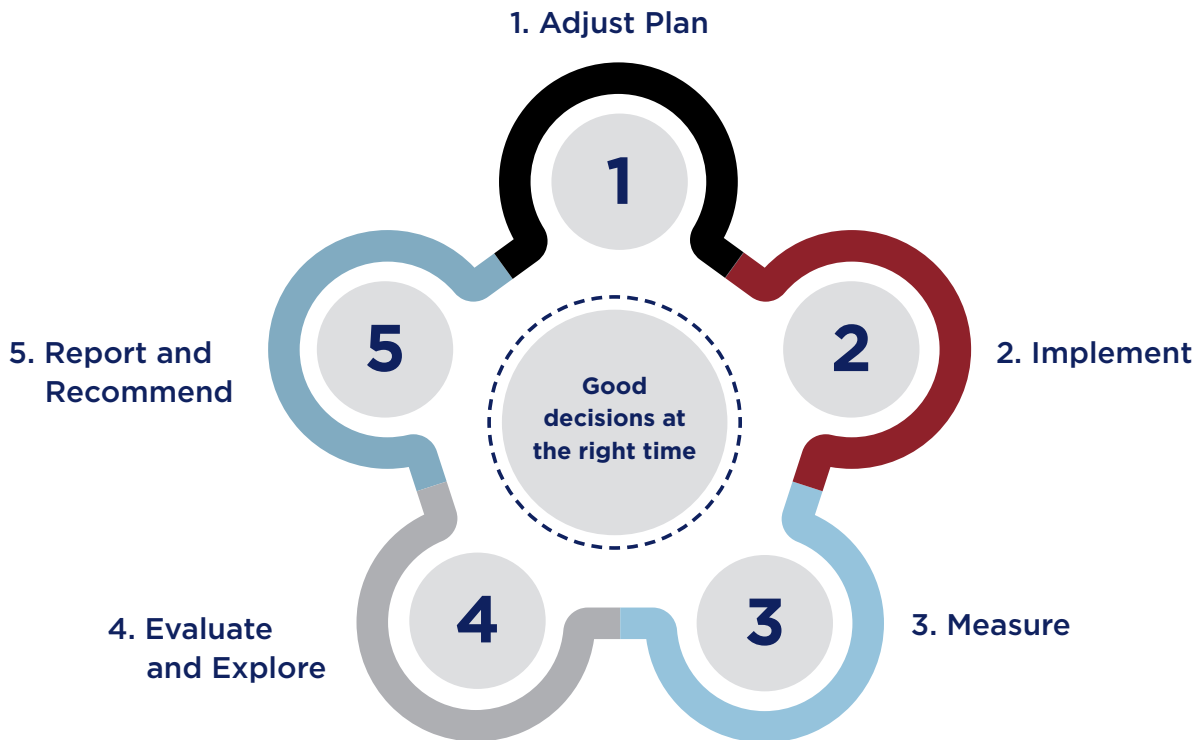 1. Adjust Plan
1
2
2. Implement
3
3. Measure
4
4. Evaluate
and Explore
5
5. Report and
Recommend
Good
decisions at
the right time